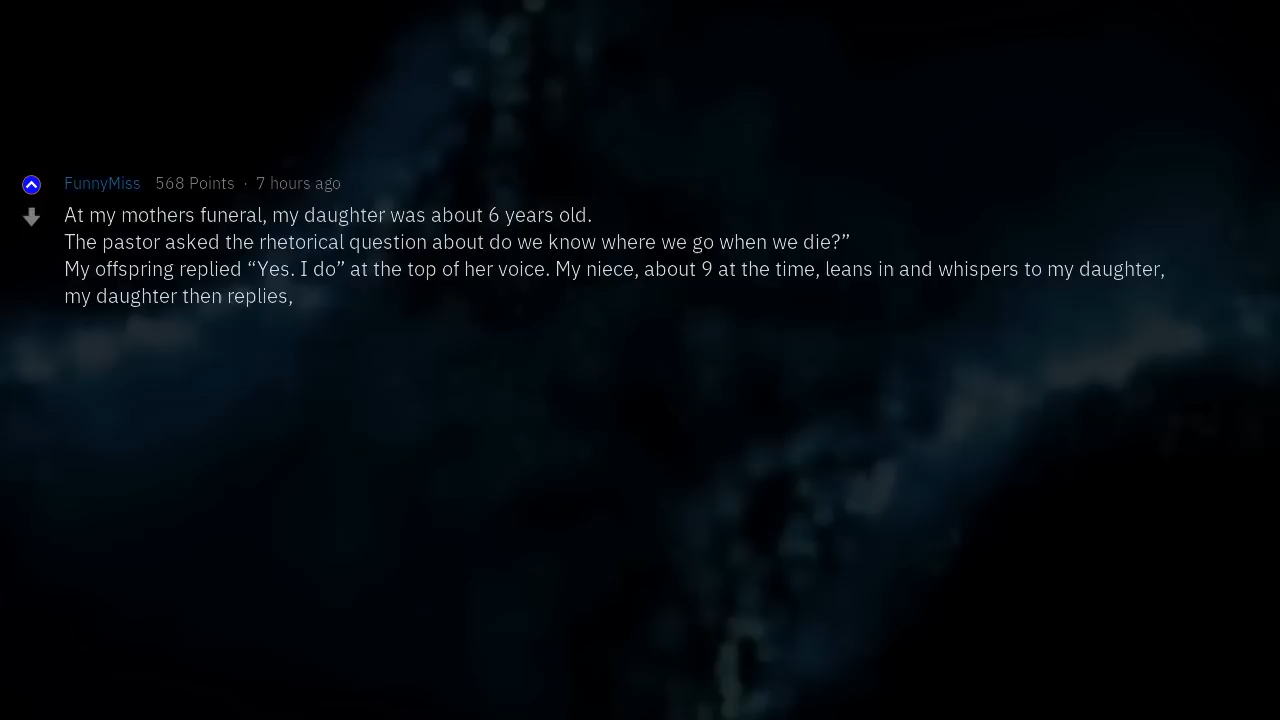 FunnyMiss 568 Points · 7 hours ago
At my mothers funeral, my daughter was about 6 years old.
The pastor asked the rhetorical question about do we know where we go when we die?”
My offspring replied “Yes. I do” at the top of her voice. My niece, about 9 at the time, leans in and whispers to my daughter,
my daughter then replies,